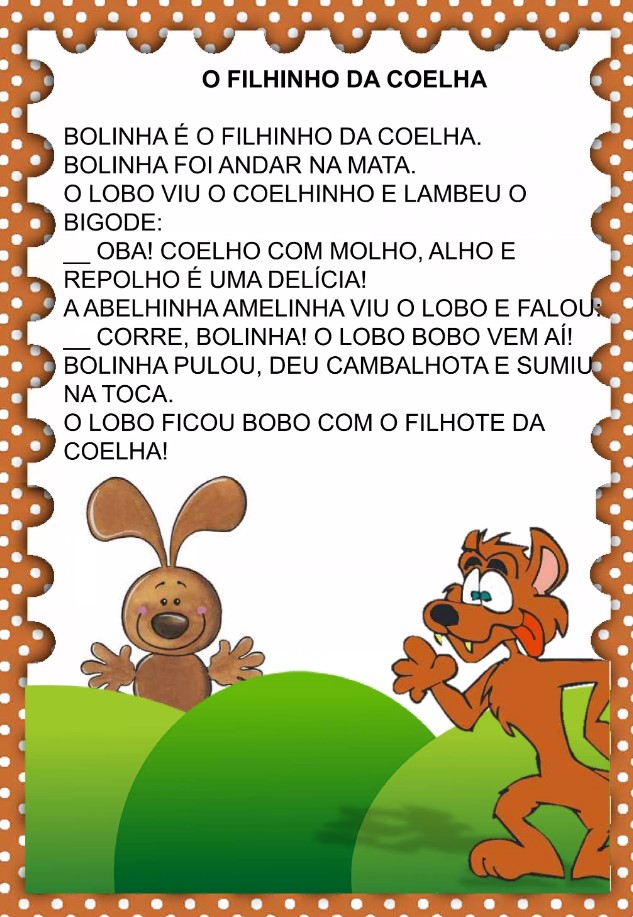 O FILHINHO DA COELHA
BOLINHA É O FILHINHO DA COELHA.
BOLINHA FOI ANDAR NA MATA.
O LOBO VIU O COELHINHO E LAMBEU O
BIGODE:
__ OBA! COELHO COM MOLHO, ALHO E
REPOLHO É UMA DELÍCIA!
A ABELHINHA AMELINHA VIU O LOBO E FALOU:
__ CORRE, BOLINHA! O LOBO BOBO VEM AÍ!
BOLINHA PULOU, DEU CAMBALHOTA E SUMIU
NA TOCA.
O LOBO FICOU BOBO COM O FILHOTE DA
COELHA!